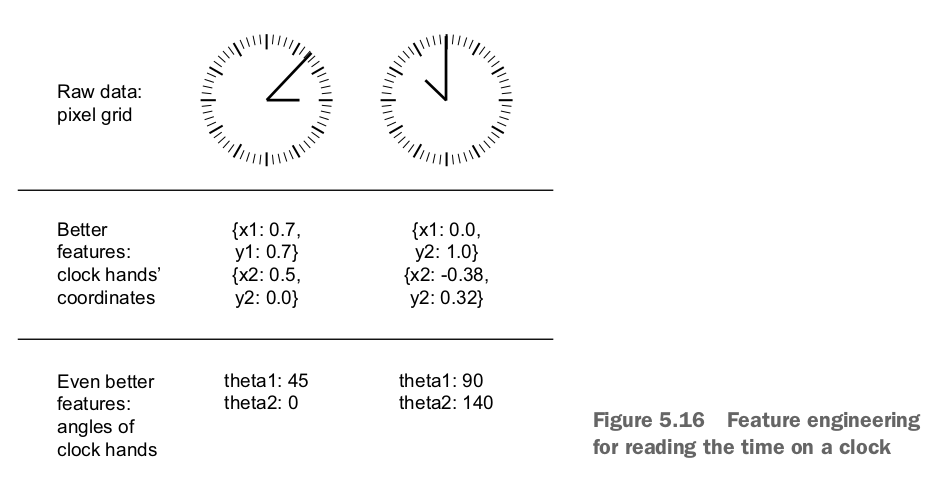 Raw data:
pixel grid
Better
features:
clock hands’
coordinates
{x1: 0.7,
y1: 0.7}
{x2: 0.5,
y2: 0.0}
{x1: 0.0,
y2: 1.0}
{x2: -0.38,
y2: 0.32}
Even better
features:
angles of
clock hands
theta1: 45
theta2: 0
theta1: 90
theta2: 140
Figure 5.16 Feature engineering
for reading the time on a clock